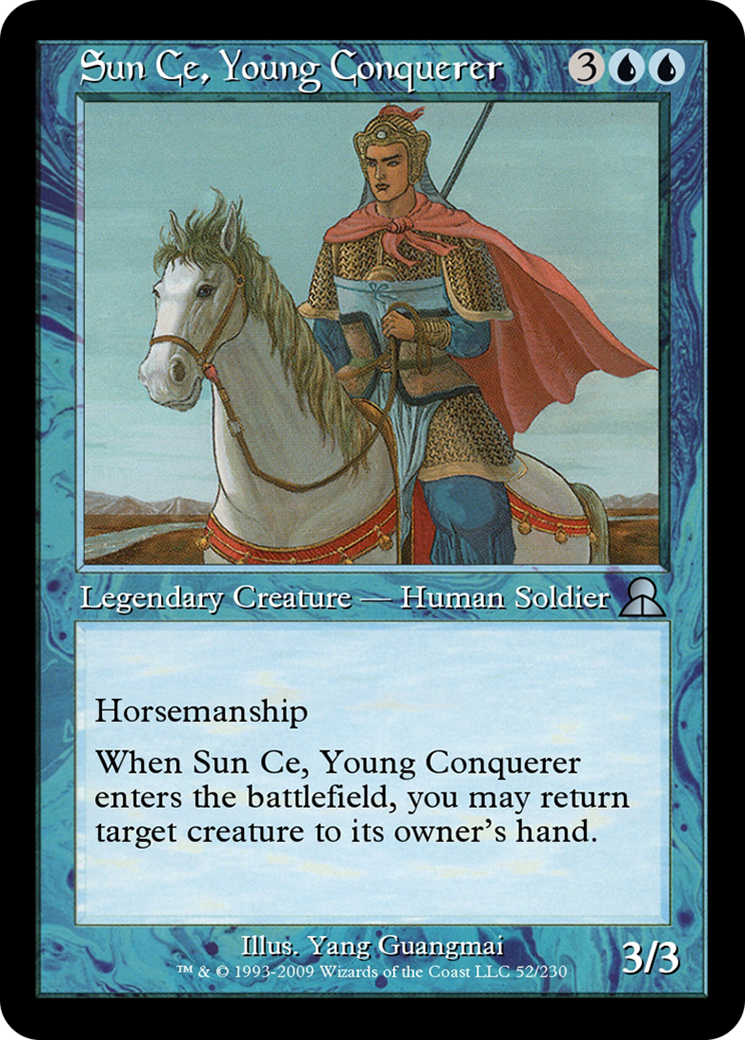 Sun Ce, Young Conquerer 3
Legendary Creature — Human Soldier
Horsemanship
When Sun Ce, Young Conquerer
enters the battlefield, you may return
target creature to its owner's hand.
Illus. Yang Guangmai
™ & © 1993-2009 Wizards of the Coast LLC 52/230
3/3